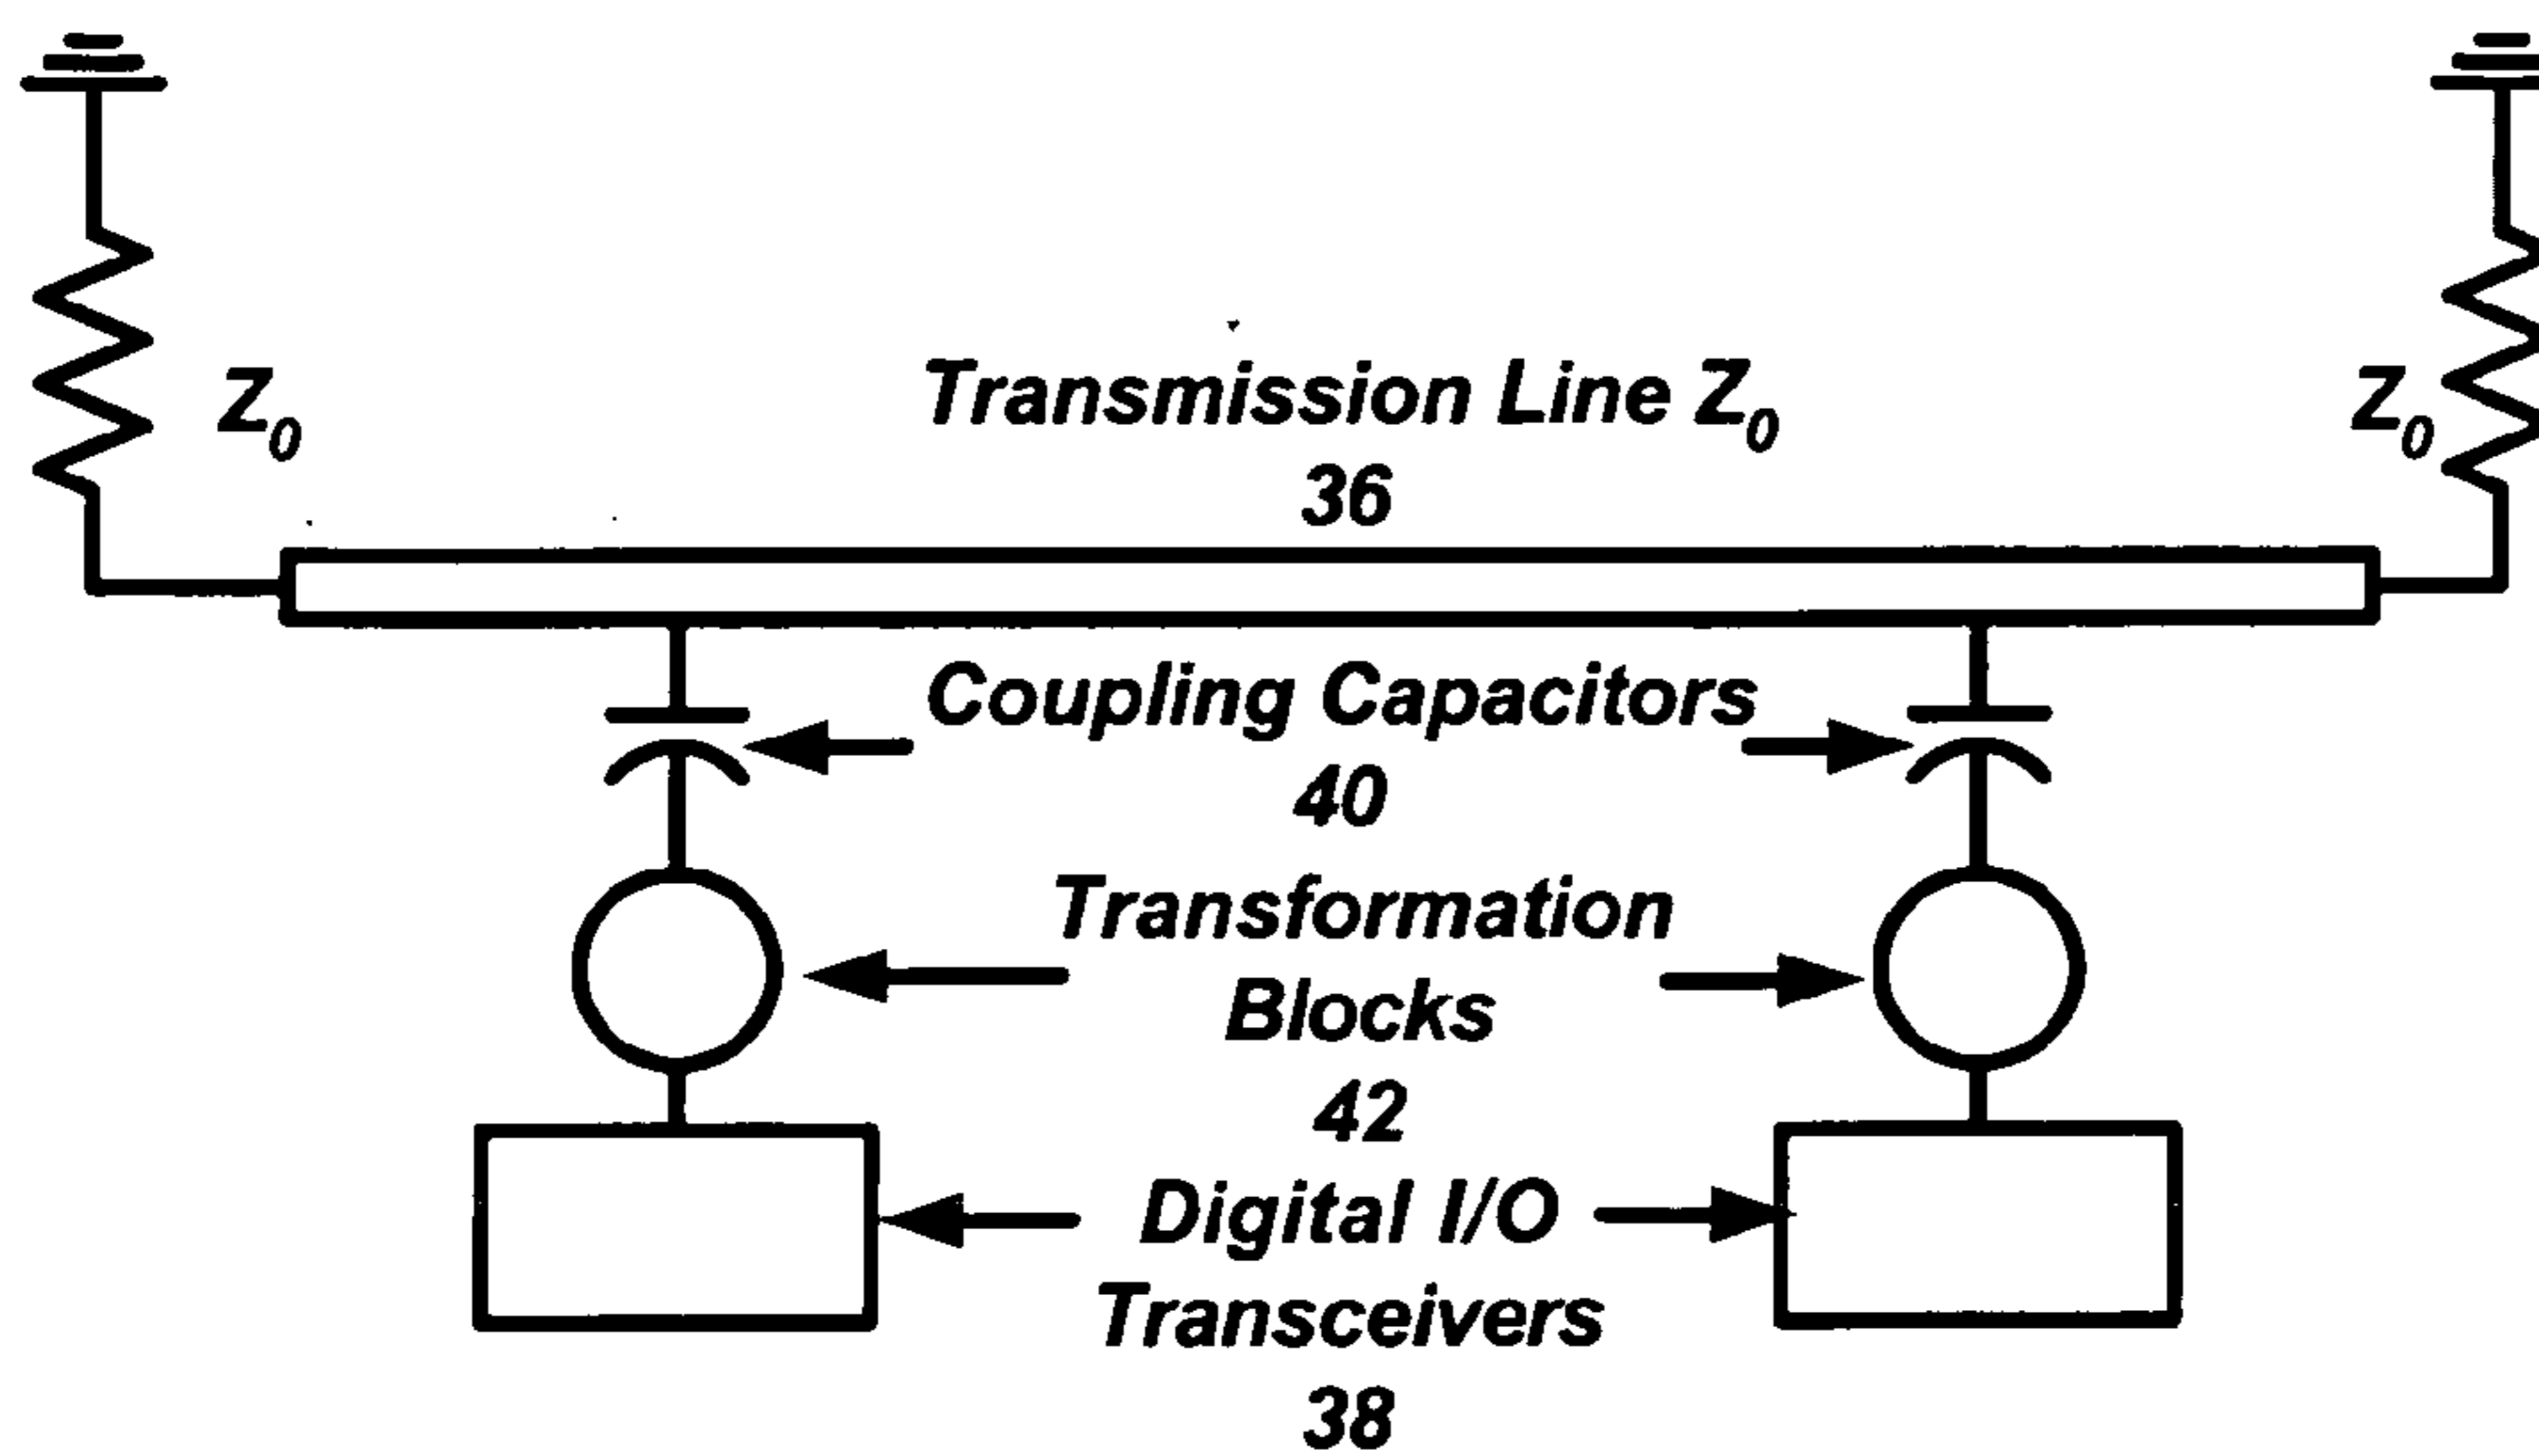 Transmission Line Z₀
36
Z₀
Z₀
Coupling Capacitors
40
Transformation
Blocks
42
Digital I/O
Transceivers
38